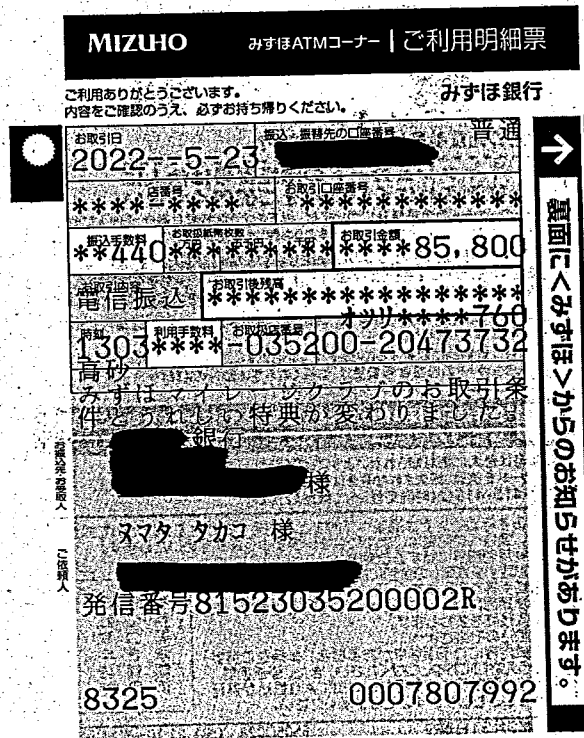 MIZUHO みずほATMコーナー ご利用明細票
ご利用ありがとうございます。
内容をご確認のうえ、必ずお持ち帰りください。
みずほ銀行
お取引日 振込・振替先の口座番号 普通
2022--5-23
店番号 お取引口座番号
****-**** *************
振込手数料 お取扱紙幣枚数 お取引金額
**440 ****85,800
お取引内容 お取引後残高
電信振込 *****************
オツリ****760
時刻 利用手数料 お取扱店番号
1303 **** -035200-20473732
高砂
みずほマイレージクラブのお取引条
件とうれしい特典が変わりました。
お振込先・お受取人
銀行
様
ヌマタ タカコ 様
ご依頼人
発信番号81523035200002R
8325 0007807992
裏面に<みずほ>からのお知らせがあります。